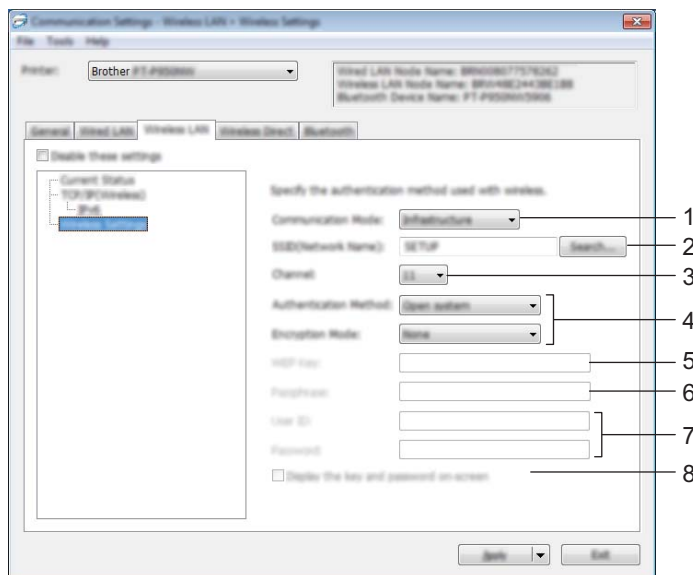 Communication Settings - Wireless LAN > Wireless Settings
File Tools Help
Printer:
Brother PT-P950NW
Wired LAN Node Name:
Wireless LAN Node Name:
Bluetooth Device Name: PT-P950NW5906
General Wired LAN Wireless LAN Wireless Direct Bluetooth
Disable these settings
Current Status
TCP/IP(Wireless)
IPv6
Wireless Settings
Specify the authentication method used with wireless.
Communication Mode: Infrastructure 1
SSID(Network Name): SETUP Search... 2
Channel: 11 3
Authentication Method: Open system
4
Encryption Mode: None
WEP Key: 5
Passphrase: 6
User ID:
7
Password:
Display the key and password on-screen 8
Apply Exit